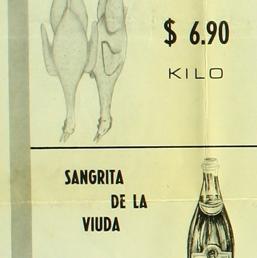 $ 6.90
KILO
SANGRITA
DE LA
VIUDA